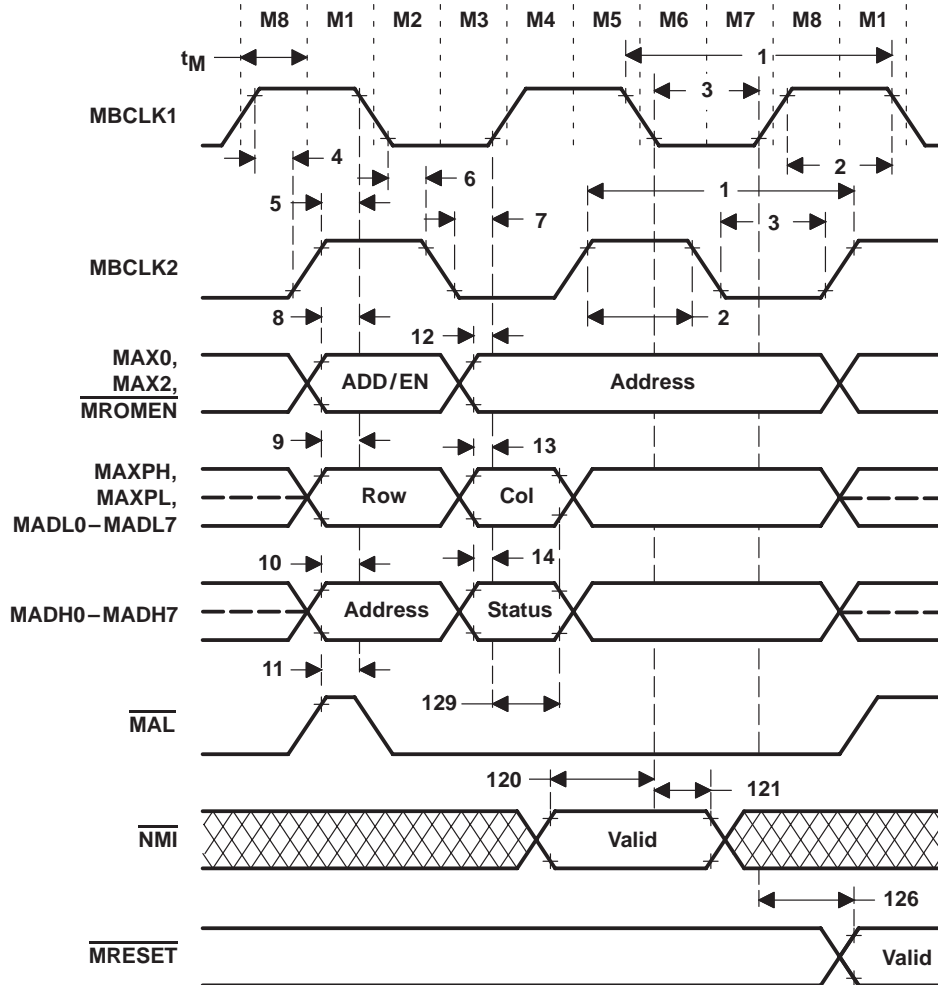 M8 M1 M2 M3 M4 M5 M6 M7 M8 M1
tM
1
3
MBCLK1
4
2
6
1
5
7
3
MBCLK2
8
2
12
MAX0,
MAX2,
MROMEN
ADD/EN
Address
9
13
MAXPH,
MAXPL,
MADL0–MADL7
Row
Col
10
14
MADH0–MADH7
Address
Status
11
129
MAL
120
121
NMI
Valid
126
MRESET
Valid